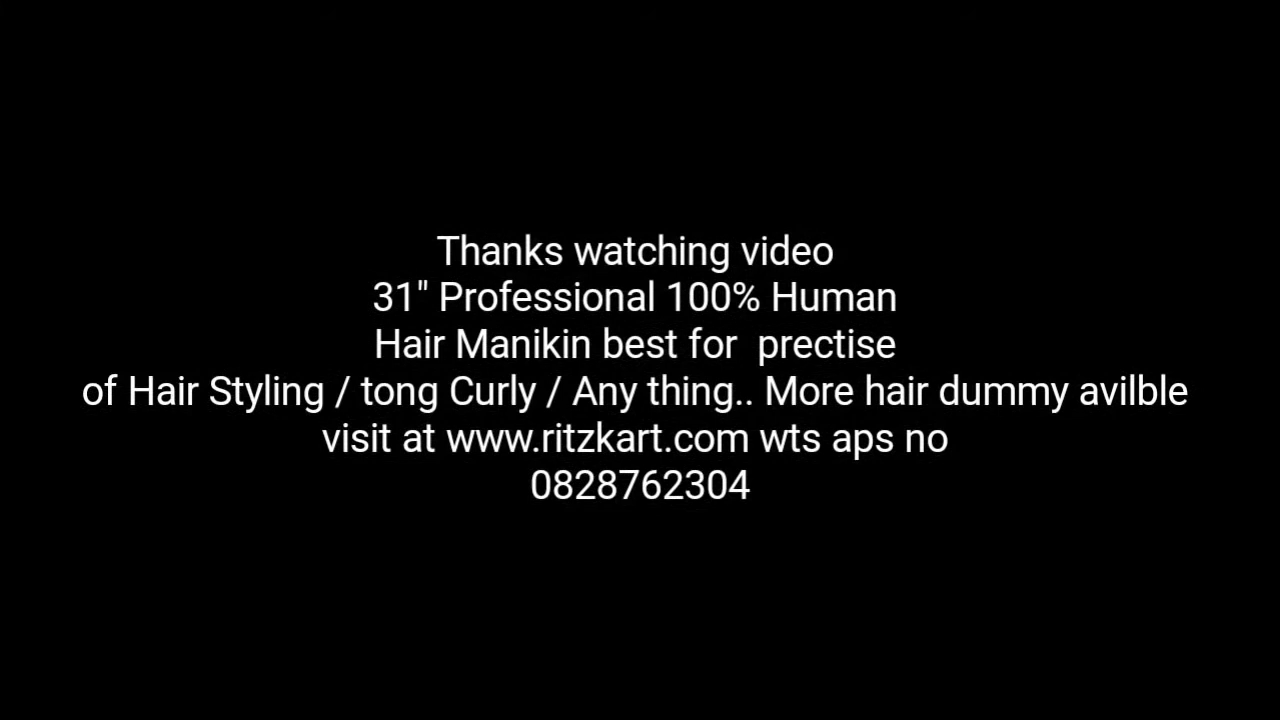 Thanks watching video
31" Professional 100% Human
Hair Manikin best for  prectise
of Hair Styling / tong Curly / Any thing.. More hair dummy avilble
visit at www.ritzkart.com wts aps no
0828762304